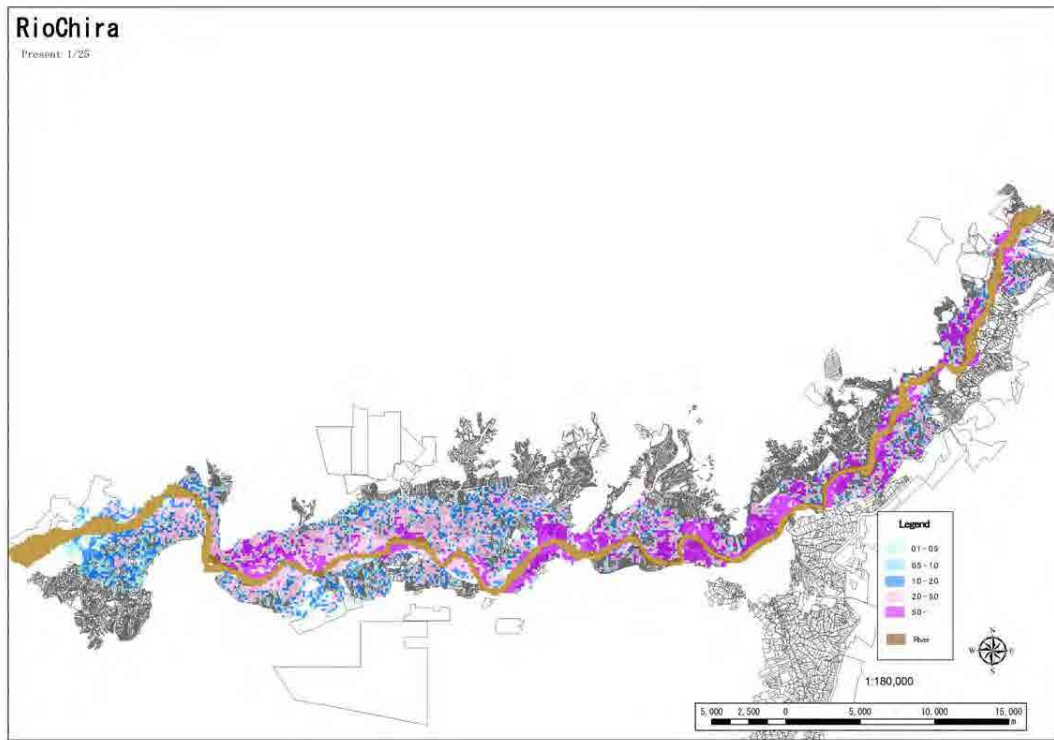 RioChira
Present 1/25
Legend
0.1 - 0.5
0.5 - 1.0
1.0 - 2.0
2.0 - 5.0
5.0 -
River
N
W E
S
1:180,000
5,000 2,500 0 5,000 10,000 15,000
m